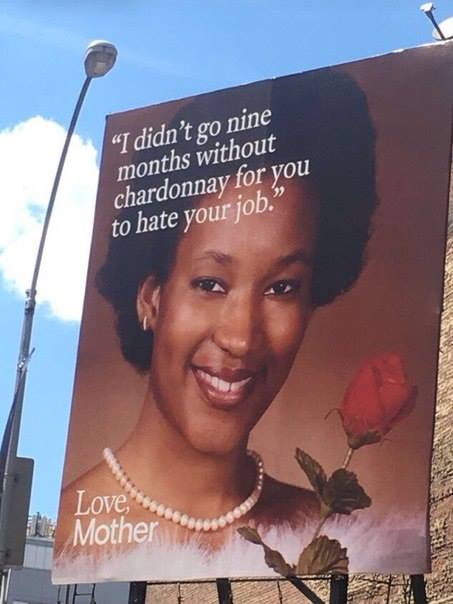 “I didn’t go nine
months without
chardonnay for you
to hate your job.”
Love,
Mother